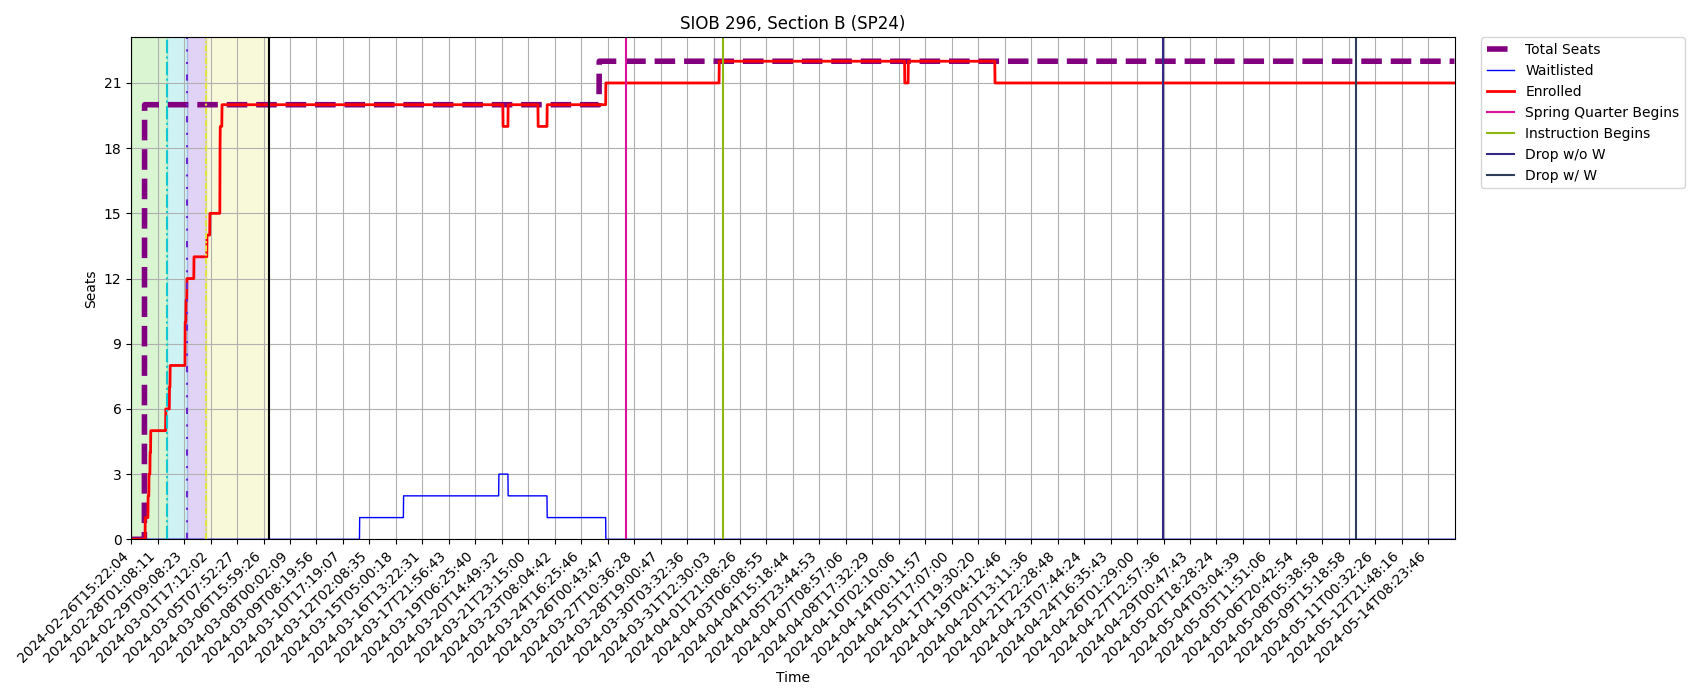 SIOB 296, Section B (SP24)
Total Seats
Waitlisted
Enrolled
Spring Quarter Begins
Instruction Begins
Drop w/o W
Drop w/ W
Seats
21
18
15
12
9
6
3
0
2024-02-26T15:22:04
2024-02-28T01:08:11
2024-02-29T09:08:23
2024-03-01T17:12:02
2024-03-05T07:52:27
2024-03-06T15:59:26
2024-03-08T00:02:09
2024-03-09T08:19:56
2024-03-10T17:19:07
2024-03-12T02:08:35
2024-03-15T05:00:18
2024-03-16T13:22:31
2024-03-17T21:56:43
2024-03-19T06:25:40
2024-03-20T14:49:32
2024-03-21T23:15:00
2024-03-23T08:04:42
2024-03-24T16:25:46
2024-03-26T00:43:47
2024-03-27T10:36:28
2024-03-28T19:00:47
2024-03-30T03:32:36
2024-03-31T12:30:03
2024-04-01T21:08:26
2024-04-03T06:08:55
2024-04-04T15:18:44
2024-04-05T23:44:53
2024-04-07T08:57:06
2024-04-08T17:32:29
2024-04-10T02:10:06
2024-04-14T00:11:57
2024-04-15T17:07:00
2024-04-17T19:30:20
2024-04-19T04:12:46
2024-04-20T13:11:36
2024-04-21T22:28:48
2024-04-23T07:44:24
2024-04-24T16:35:43
2024-04-26T01:29:00
2024-04-27T12:57:36
2024-04-29T00:47:43
2024-05-02T18:28:24
2024-05-04T03:04:39
2024-05-05T11:51:06
2024-05-06T20:42:54
2024-05-08T05:38:58
2024-05-09T15:18:58
2024-05-11T00:32:26
2024-05-12T21:48:16
2024-05-14T08:23:46
Time